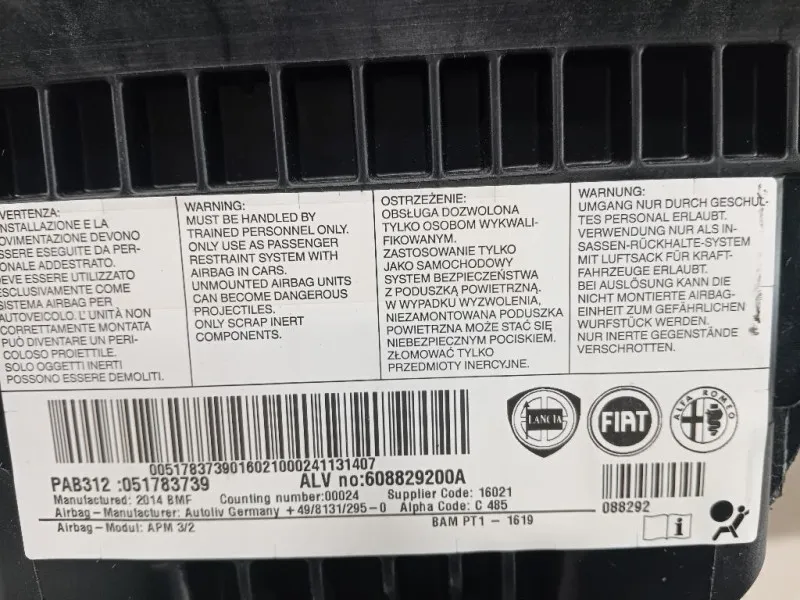 VERTENZA:
INSTALLAZIONE E LA
MOVIMENTAZIONE DEVONO
ESSERE ESEGUITE DA PER-
ONALE ADDESTRATO.
DEVE ESSERE UTILIZZATO
ESCLUSIVAMENTE COME
SISTEMA AIRBAG PER
AUTOVEICOLO. L'UNITÀ NON
CORRETTAMENTE MONTATA
PUÒ DIVENTARE UN PERI-
COLOSO PROIETTILE.
SOLO OGGETTI INERTI
POSSONO ESSERE DEMOLITI.
WARNING:
MUST BE HANDLED BY
TRAINED PERSONNEL ONLY.
ONLY USE AS PASSENGER
RESTRAINT SYSTEM WITH
AIRBAG IN CARS.
UNMOUNTED AIRBAG UNITS
CAN BECOME DANGEROUS
PROJECTILES.
ONLY SCRAP INERT
COMPONENTS.
OSTRZEŻENIE:
OBSŁUGA DOZWOLONA
TYLKO OSOBOM WYKWALI-
FIKOWANYM.
ZASTOSOWANIE TYLKO
JAKO SAMOCHODOWY
SYSTEM BEZPIECZEŃSTWA
Z PODUSZKĄ POWIETRZNĄ.
W WYPADKU WYZWOLENIA,
NIEZAMONTOWANA PODUSZKA
POWIETRZNA MOŻE STAĆ SIĘ
NIEBEZPIECZNYM POCISKIEM.
ZŁOMOWAĆ TYLKO
PRZEDMIOTY INERCYJNE.
WARNUNG:
UMGANG NUR DURCH GESCHUL-
TES PERSONAL ERLAUBT.
VERWENDUNG NUR ALS IN-
SASSEN-RÜCKHALTE-SYSTEM
MIT LUFTSACK FÜR KRAFT-
FAHRZEUGE ERLAUBT.
BEI AUSLÖSUNG KANN DIE
NICHT MONTIERTE AIRBAG-
EINHEIT ZUM GEFÄHRLICHEN
WURFSTÜCK WERDEN.
NUR INERTE GEGENSTÄNDE
VERSCHROTTEN.
LANCIA
FIAT
ALFA ROMEO
00517837390160210002411314​07
PAB312 :051783739 ALV no:608829200A
Manufactured: 2014 BMF Counting number:00024 Supplier Code: 16021
Airbag-Manufacturer: Autoliv Germany +49/8131/295-0 Alpha Code: C 485
Airbag-Modul: APM 3/2 BAM PT1 - 1619
088292
i